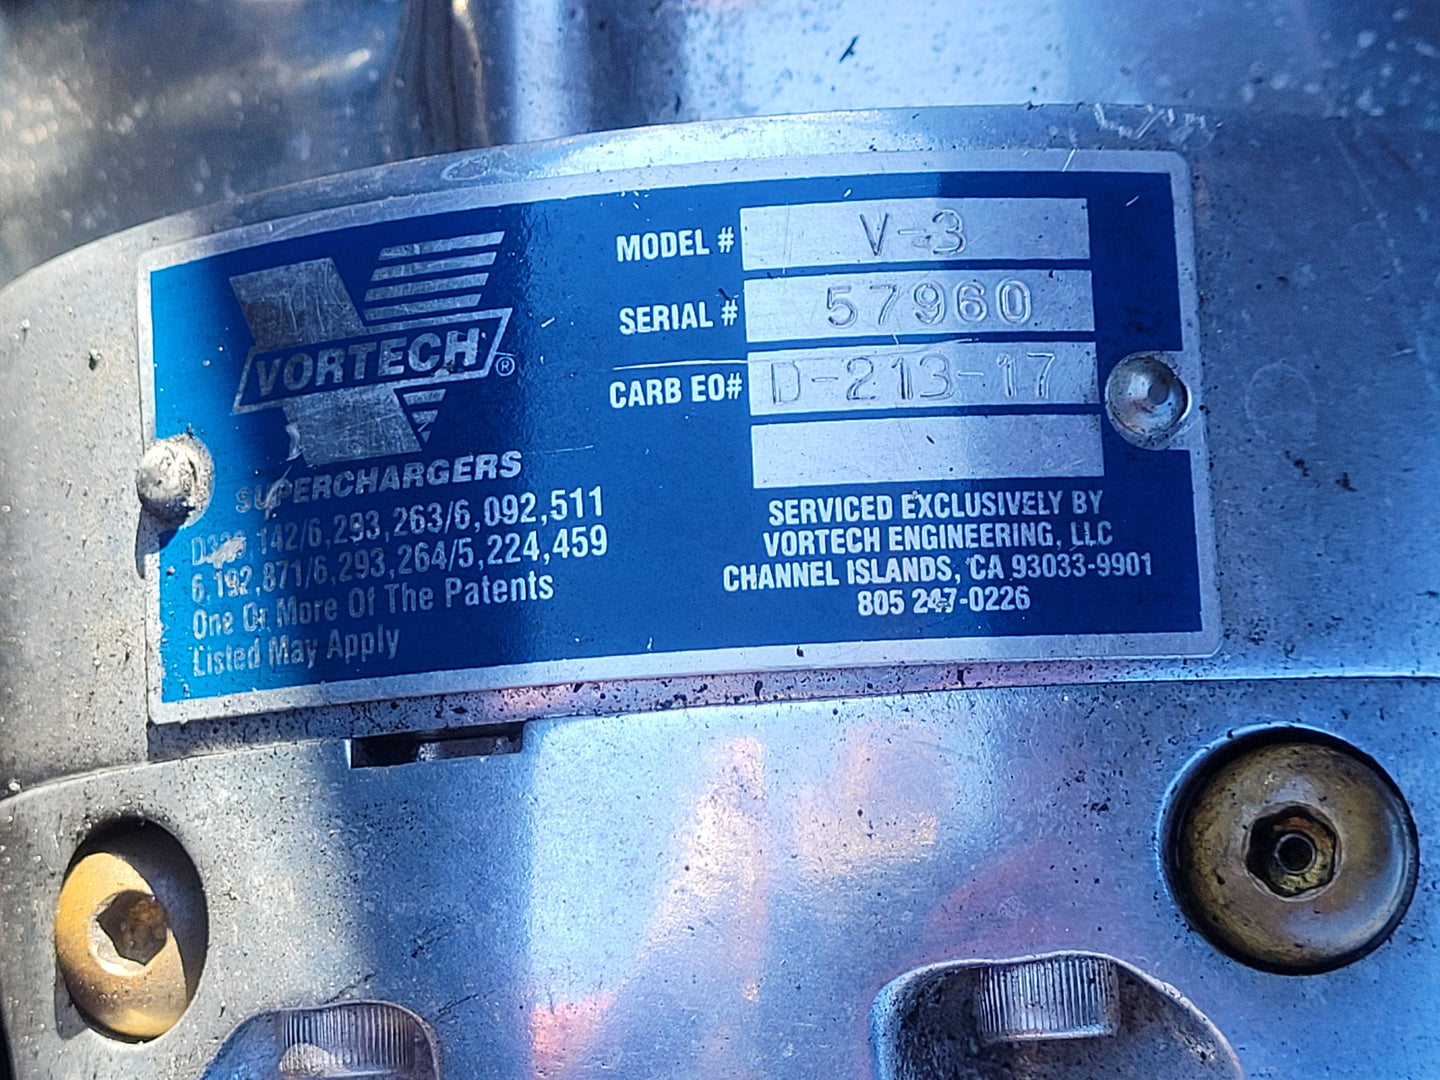 VORTECH®
SUPERCHARGERS
,142/6,293,263/6,092,511
6,192,871/6,293,264/5,224,459
One Or More Of The Patents
Listed May Apply
MODEL # V-3
SERIAL # 57960
CARB EO# D-213-17
SERVICED EXCLUSIVELY BY
VORTECH ENGINEERING, LLC
CHANNEL ISLANDS, CA 93033-9901
805 247-0226